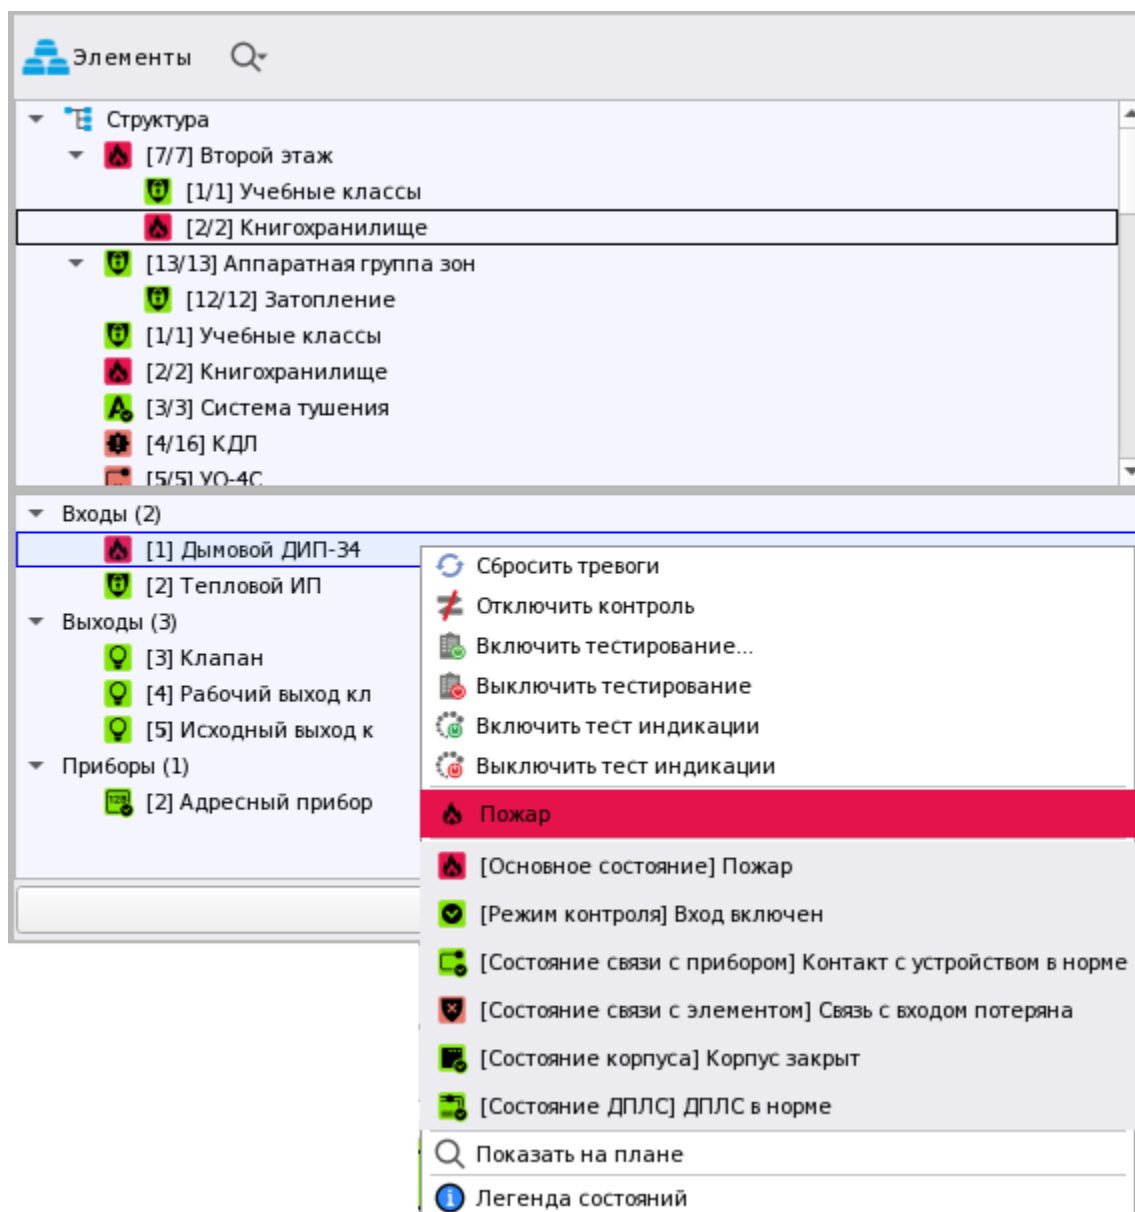 Элементы
Структура
[7/7] Второй этаж
[1/1] Учебные классы
[2/2] Книгохранилище
[13/13] Аппаратная группа зон
[12/12] Затопление
[1/1] Учебные классы
[2/2] Книгохранилище
[3/3] Система тушения
[4/16] КДЛ
[5/5] УО-4С
Входы (2)
[1] Дымовой ДИП-34
[2] Тепловой ИП
Выходы (3)
[3] Клапан
[4] Рабочий выход кл
[5] Исходный выход к
Приборы (1)
[2] Адресный прибор
Сбросить тревоги
Отключить контроль
Включить тестирование...
Выключить тестирование
Включить тест индикации
Выключить тест индикации
Пожар
[Основное состояние] Пожар
[Режим контроля] Вход включен
[Состояние связи с прибором] Контакт с устройством в норме
[Состояние связи с элементом] Связь с входом потеряна
[Состояние корпуса] Корпус закрыт
[Состояние ДПЛС] ДПЛС в норме
Показать на плане
Легенда состояний